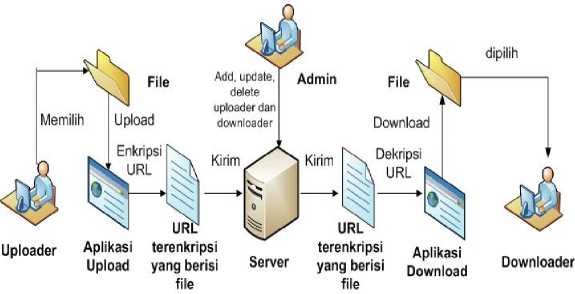 Memilih
File
Upload
Enkripsi
URL
Uploader
Aplikasi
Upload
URL
terenkripsi
yang berisi
file
Kirim
Admin
Add, update,
delete
uploader dan
downloader
Server
Kirim
URL
terenkripsi
yang berisi
file
Dekripsi
URL
Aplikasi
Download
Download
File
dipilih
Downloader